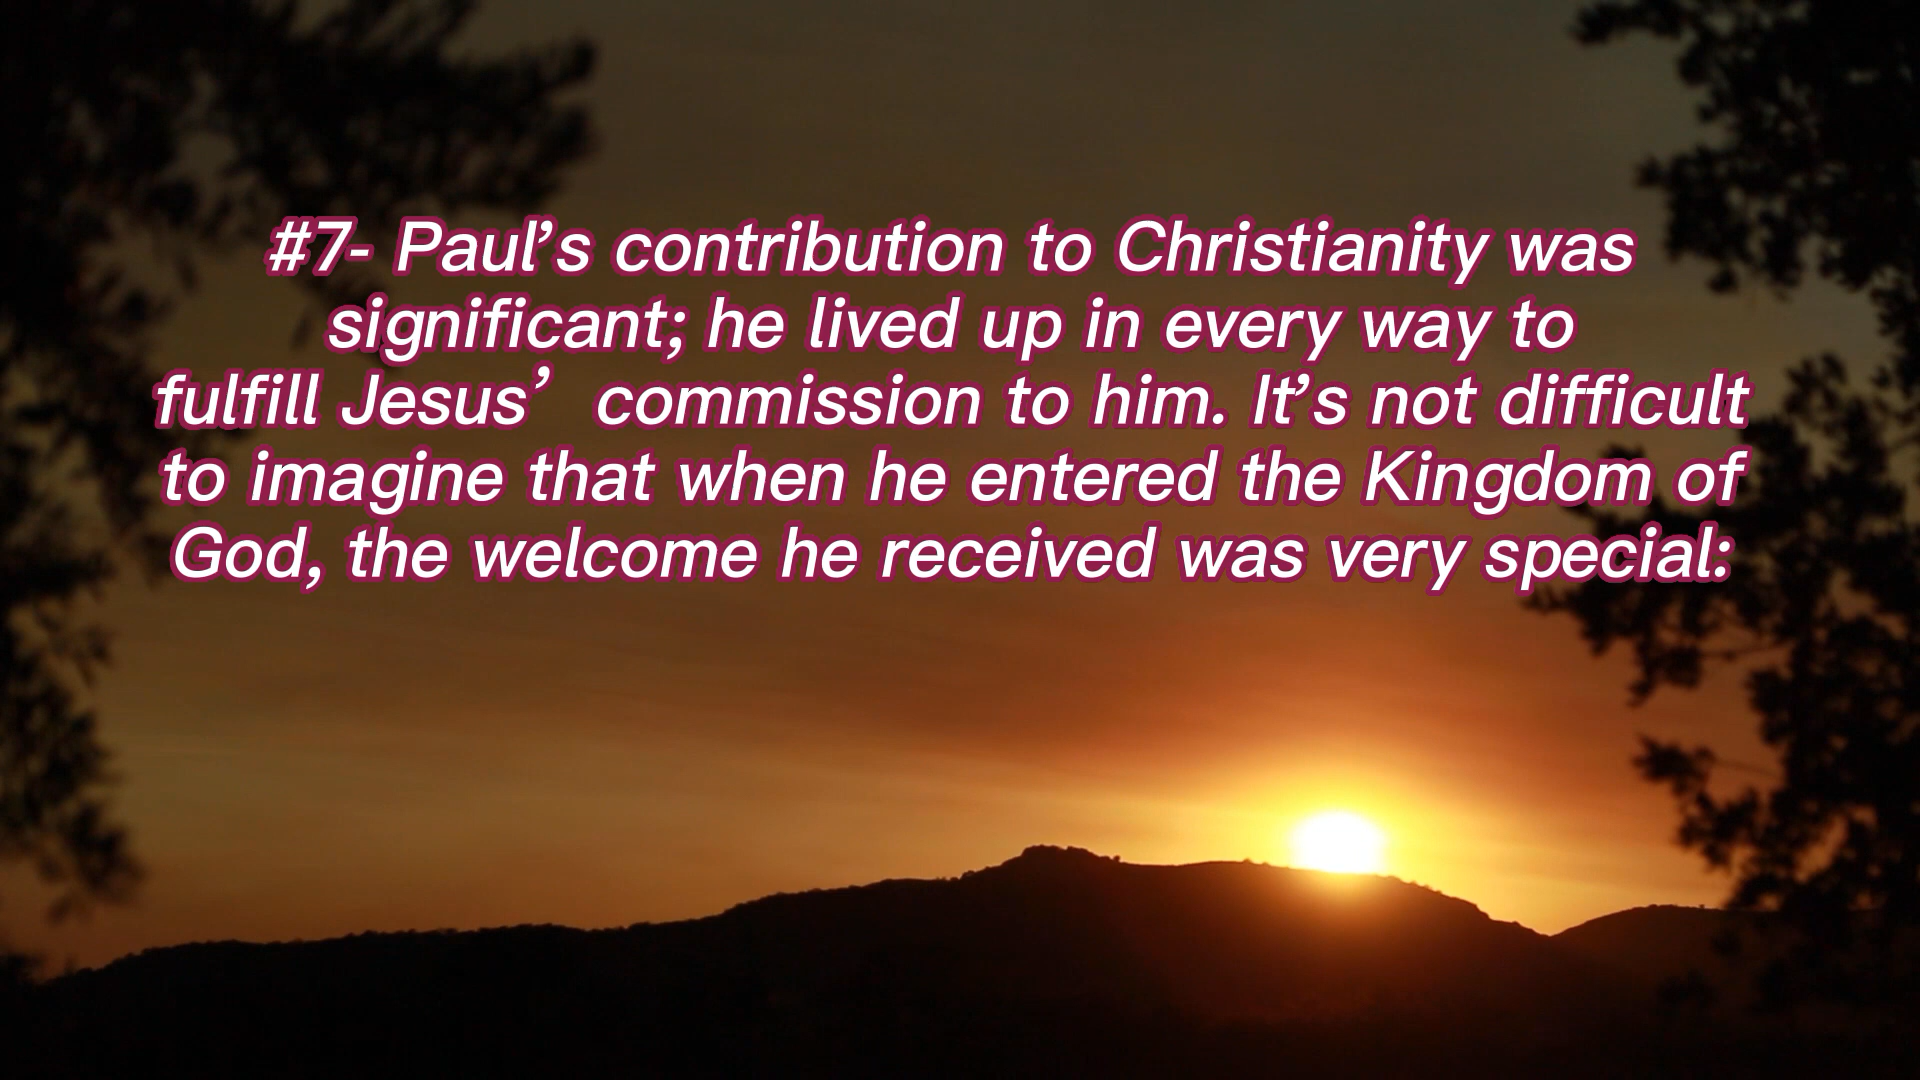 #7- Paul’s contribution to Christianity was
significant; he lived up in every way to
fulfill Jesus’ commission to him. It’s not difficult
to imagine that when he entered the Kingdom of
God, the welcome he received was very special: